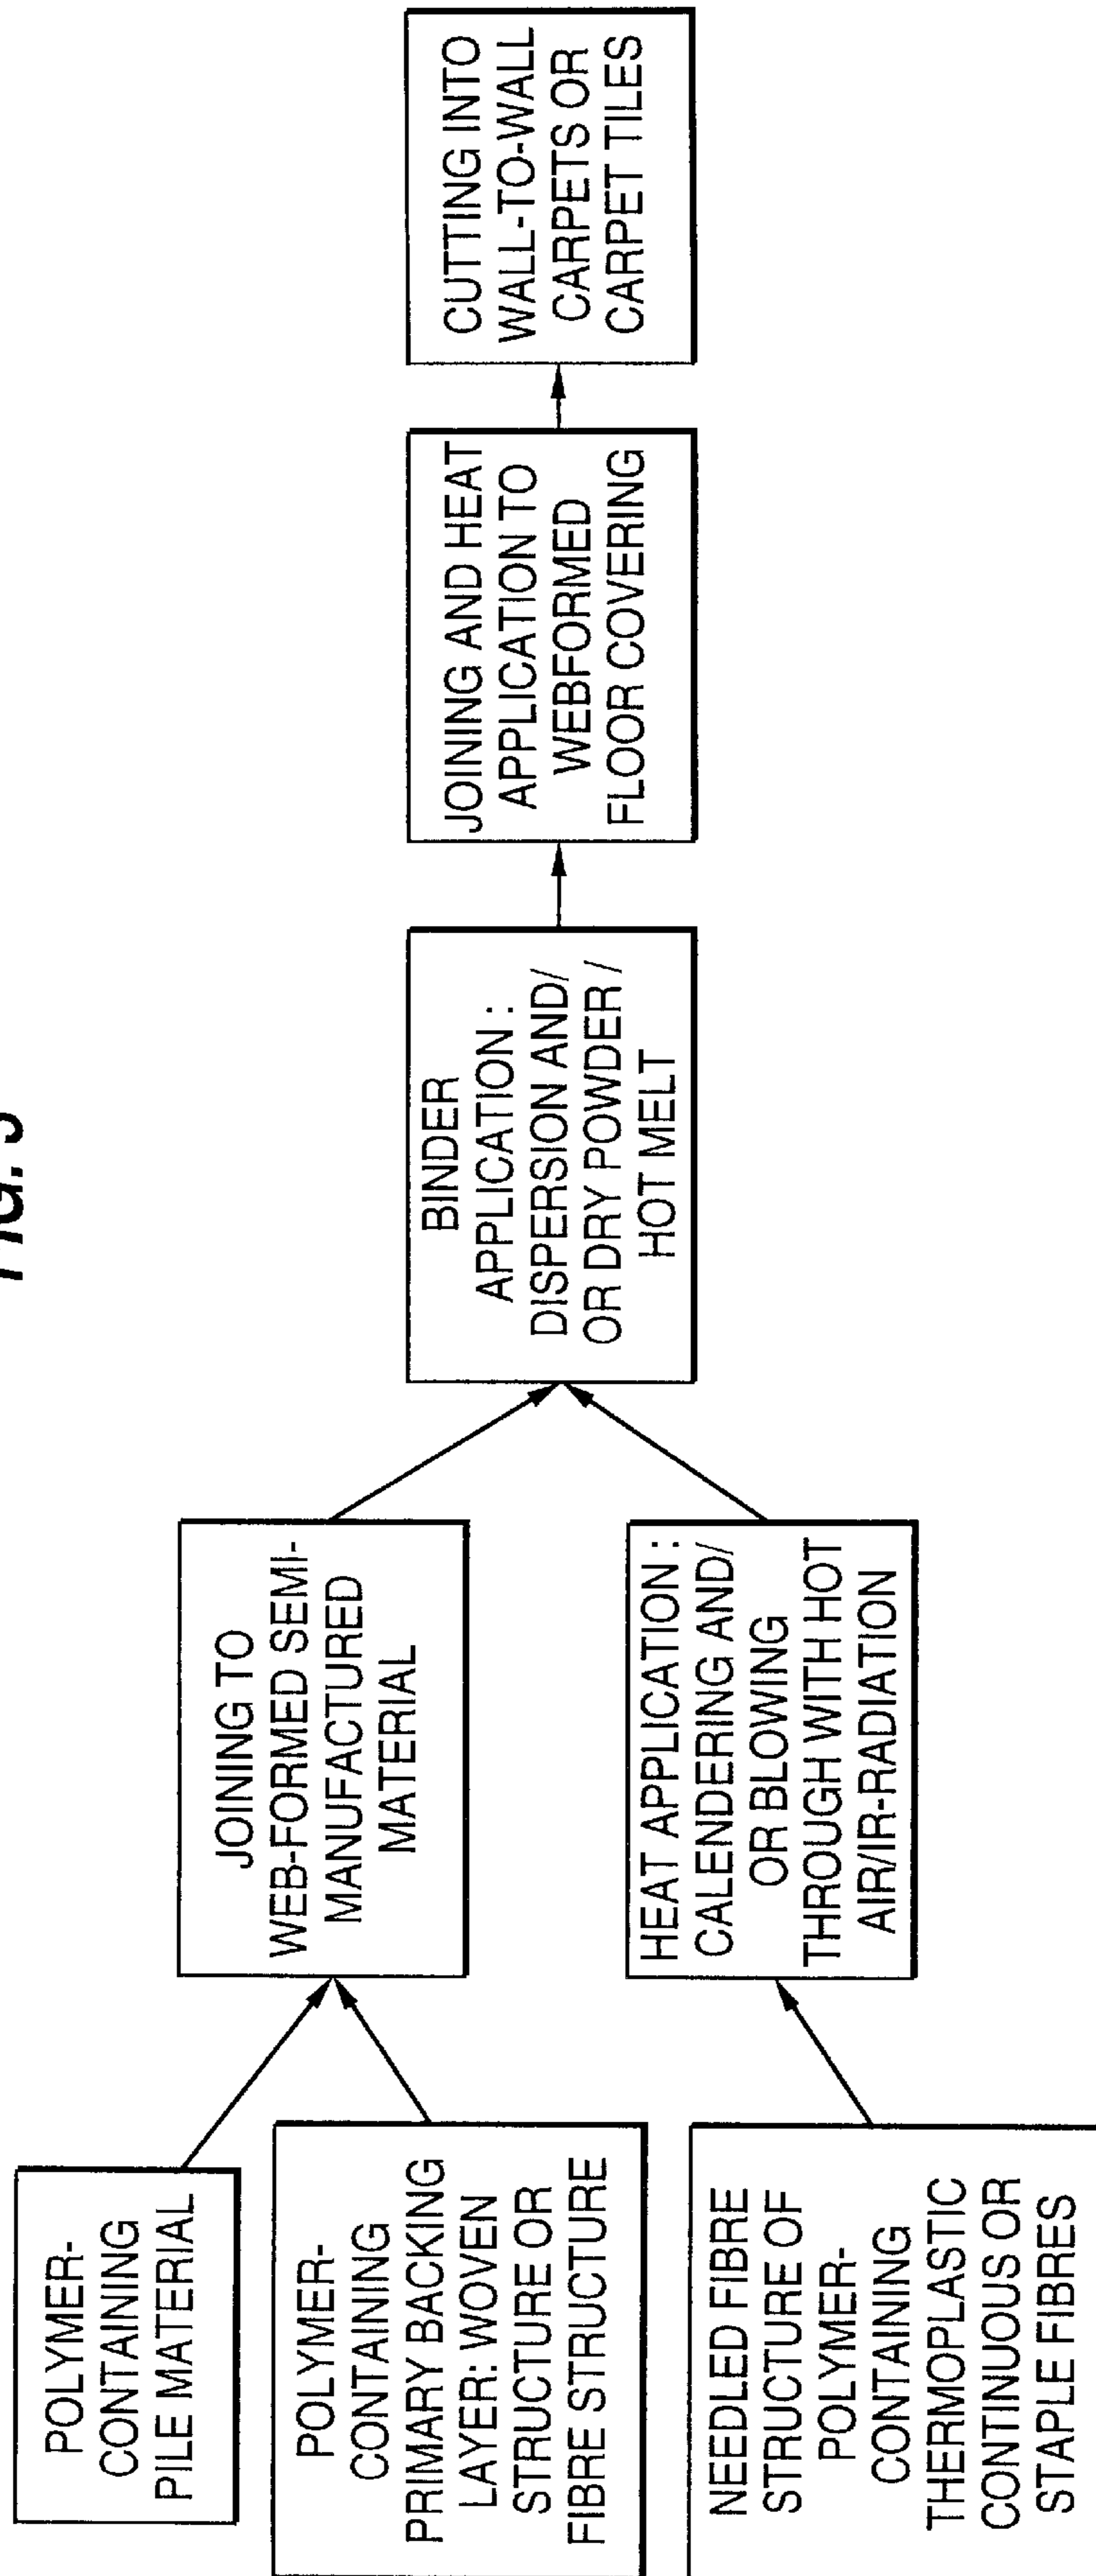 FIG.
POLYMER-
CONTAINING
PILE MATERIAL
POLYMER-
CONTAINING
PRIMARY BACKING
LAYER: WOVEN
STRUCTURE OR
FIBRE STRUCTURE
NEEDLED FIBRE
STRUCTURE OF
POLYMER-
CONTAINING
THERMOPLASTIC
CONTINUOUS OR
STAPLE FIBRES
JOINING TO
WEB-FORMED SEMI-
MANUFACTURED
MATERIAL
HEAT APPLICATION :
CALENDERING AND/
OR BLOWING
THROUGH WITH HOT
AIR/IR-RADIATION
BINDER
APPLICATION :
DISPERSION AND/
OR DRY POWDER /
HOT MELT
JOINING AND HEAT
APPLICATION TO
WEBFORMED
FLOOR COVERING
CUTTING INTO
WALL-TO-WALL
CARPETS OR
CARPET TILES